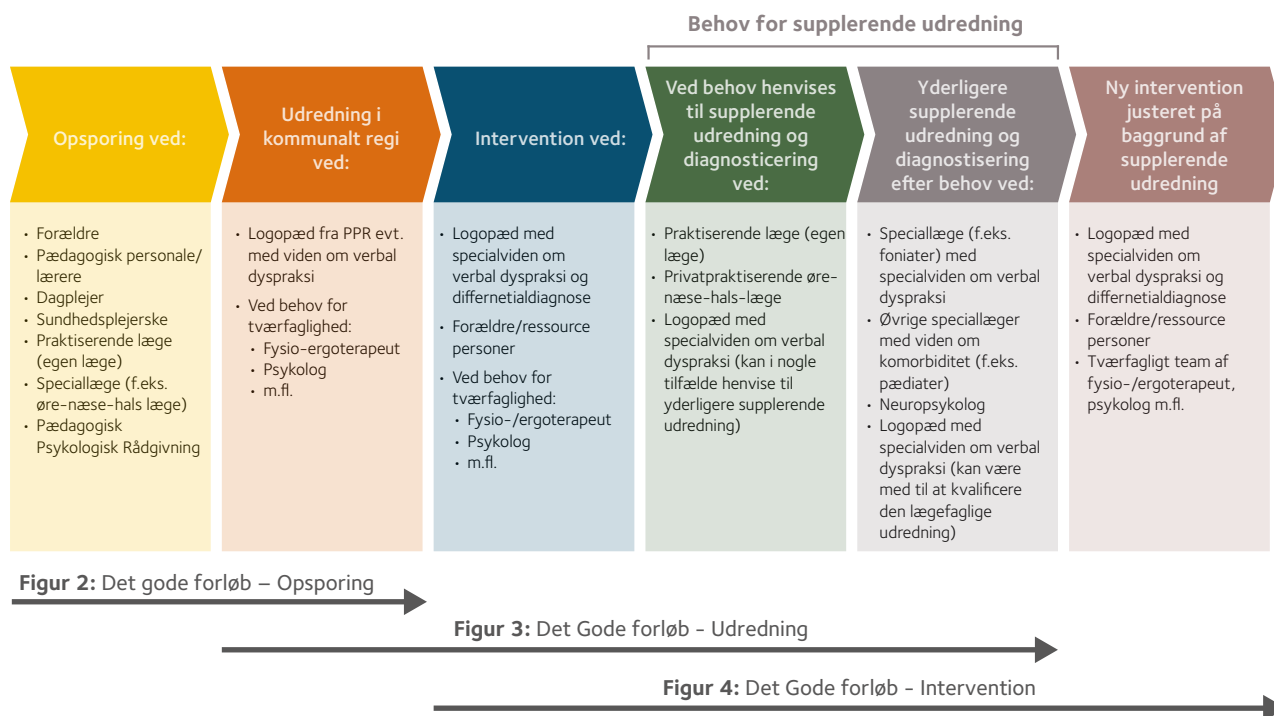 Behov for supplerende udredning
Opsporing ved:
• Forældre
• Pædagogisk personale/
lærere
• Dagplejer
• Sundhedsplejerske
• Praktiserende læge
(egen læge)
• Speciallæge (f.eks.
øre-næse-hals læge)
• Pædagogisk
Psykologisk Rådgivning
Udredning i
kommunalt regi
ved:
• Logopæd fra PPR evt.
med viden om verbal
dyspraksi
• Ved behov for
tværfaglighed:
• Fysio-ergoterapeut
• Psykolog
• m.fl.
Intervention ved:
• Logopæd med
specialviden om
verbal dyspraksi og
differnetialdiagnose
• Forældre/ressource
personer
• Ved behov for
tværfaglighed:
• Fysio-/ergoterapeut
• Psykolog
• m.fl.
Ved behov henvises
til supplerende
udredning og
diagnosticering
ved:
• Praktiserende læge (egen
læge)
• Privatpraktiserende øre-
næse-hals-læge
• Logopæd med
specialviden om verbal
dyspraksi (kan i nogle
tilfælde henvise til
yderligere supplerende
udredning)
Yderligere
supplerende
udredning og
diagnostisering
efter behov ved:
• Speciallæge (f.eks.
foniater) med
specialviden om verbal
dyspraksi
• Øvrige speciallæger
med viden om
komorbiditet (f.eks.
pædiater)
• Neuropsykolog
• Logopæd med
specialviden om verbal
dyspraksi (kan være
med til at kvalificere
den lægefaglige
udredning)
Ny intervention
justeret på
baggrund af
supplerende
udredning
• Logopæd med
specialviden om
verbal dyspraksi og
differnetialdiagnose
• Forældre/ressource
personer
• Tværfagligt team af
fysio-/ergoterapeut,
psykolog m.fl.
Figur 2: Det gode forløb – Opsporing
Figur 3: Det Gode forløb - Udredning
Figur 4: Det Gode forløb - Intervention